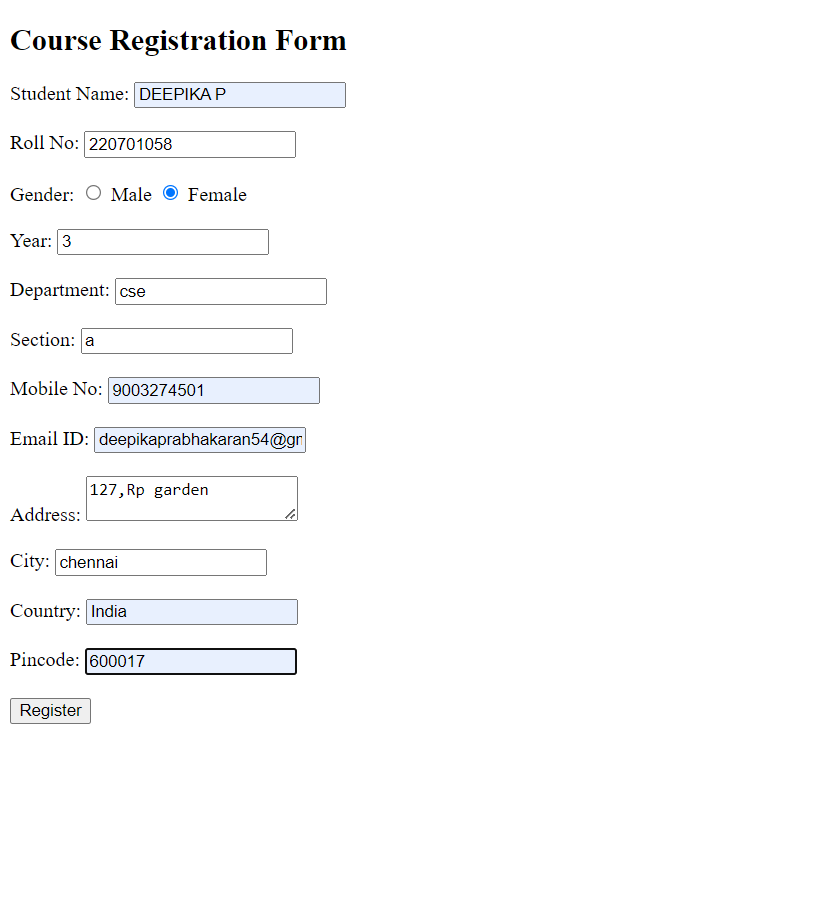 Course Registration Form
Student Name: DEEPIKA P
Roll No: 220701058
Gender: Male Female
Year: 3
Department: cse
Section: a
Mobile No: 9003274501
Email ID: deepikaprabhakaran54@gm
Address: 127,Rp garden
City: chennai
Country: India
Pincode: 600017
Register